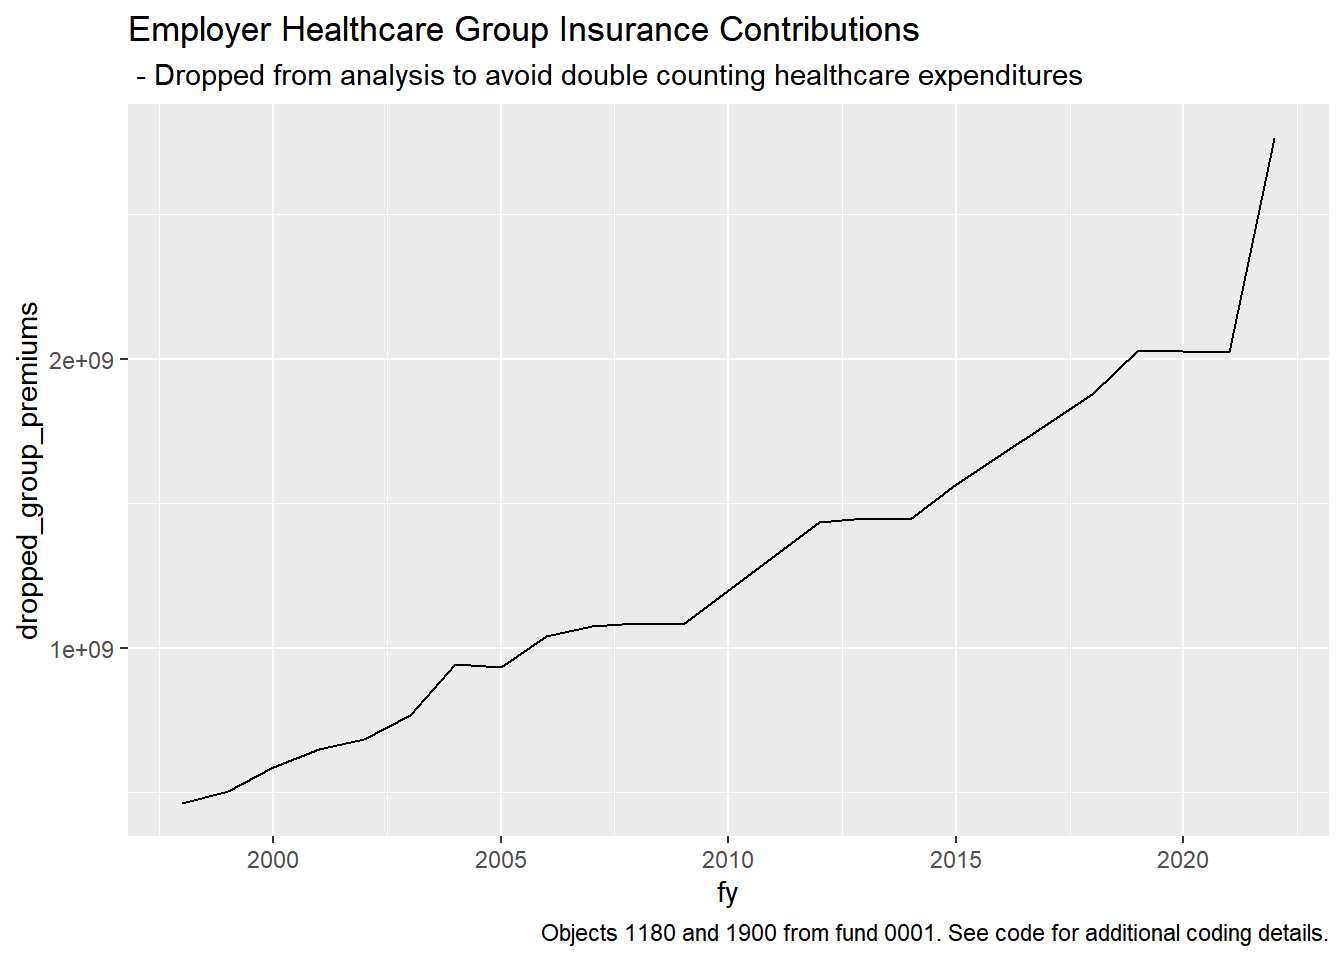 Employer Healthcare Group Insurance Contributions
- Dropped from analysis to avoid double counting healthcare expenditures
dropped_group_premiums
2e+09
1e+09
2000 2005 2010 2015 2020
fy
Objects 1180 and 1900 from fund 0001. See code for additional coding details.